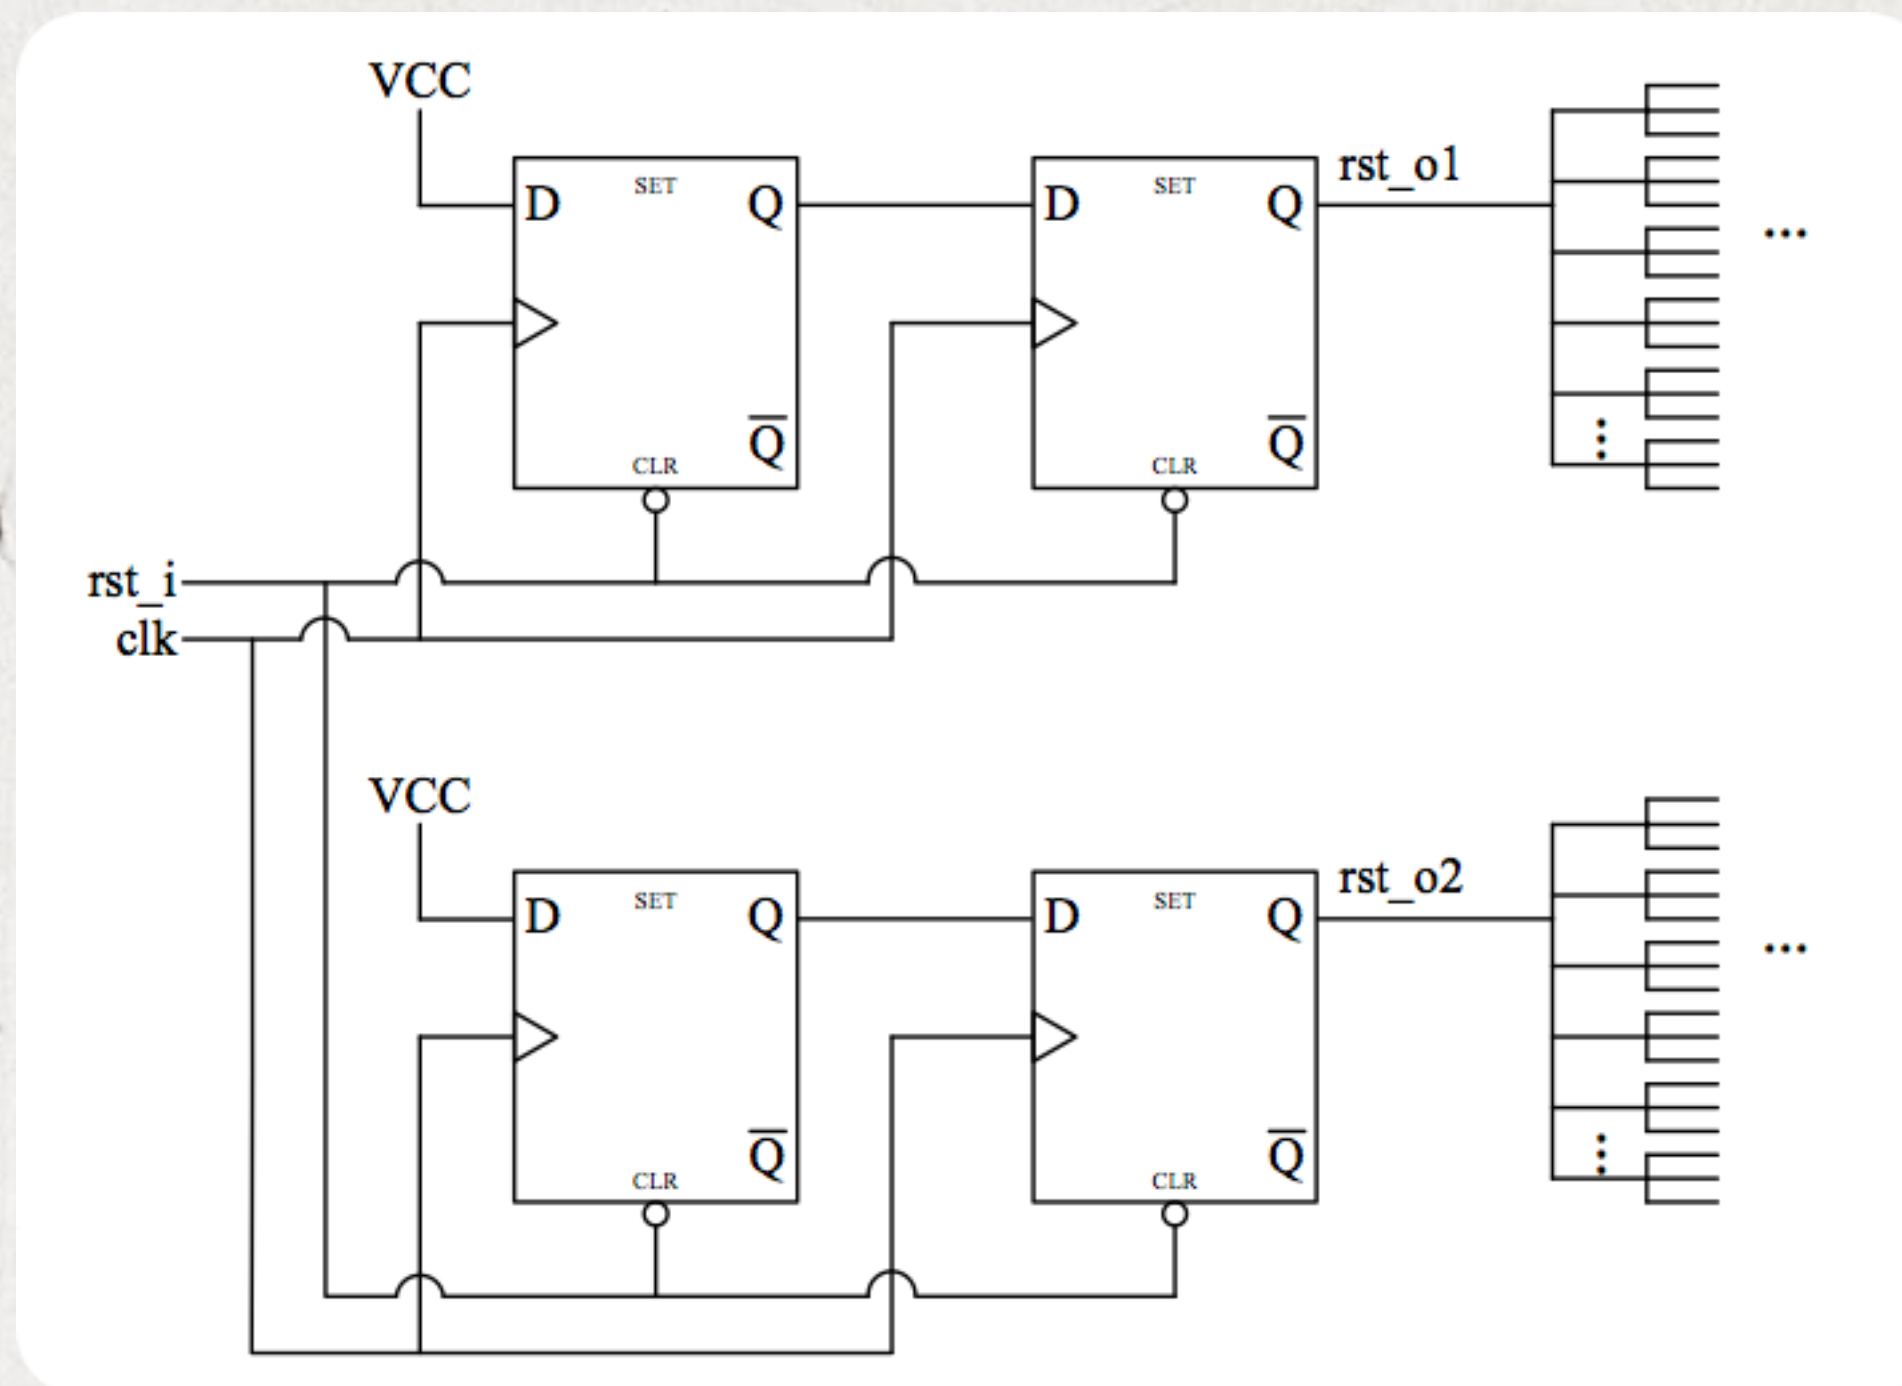 VCC
D SET Q
D SET Q
rst_o1
...
Q
Q
...
CLR
CLR
rst_i
clk
VCC
D SET Q
D SET Q
rst_o2
...
Q
Q
...
CLR
CLR